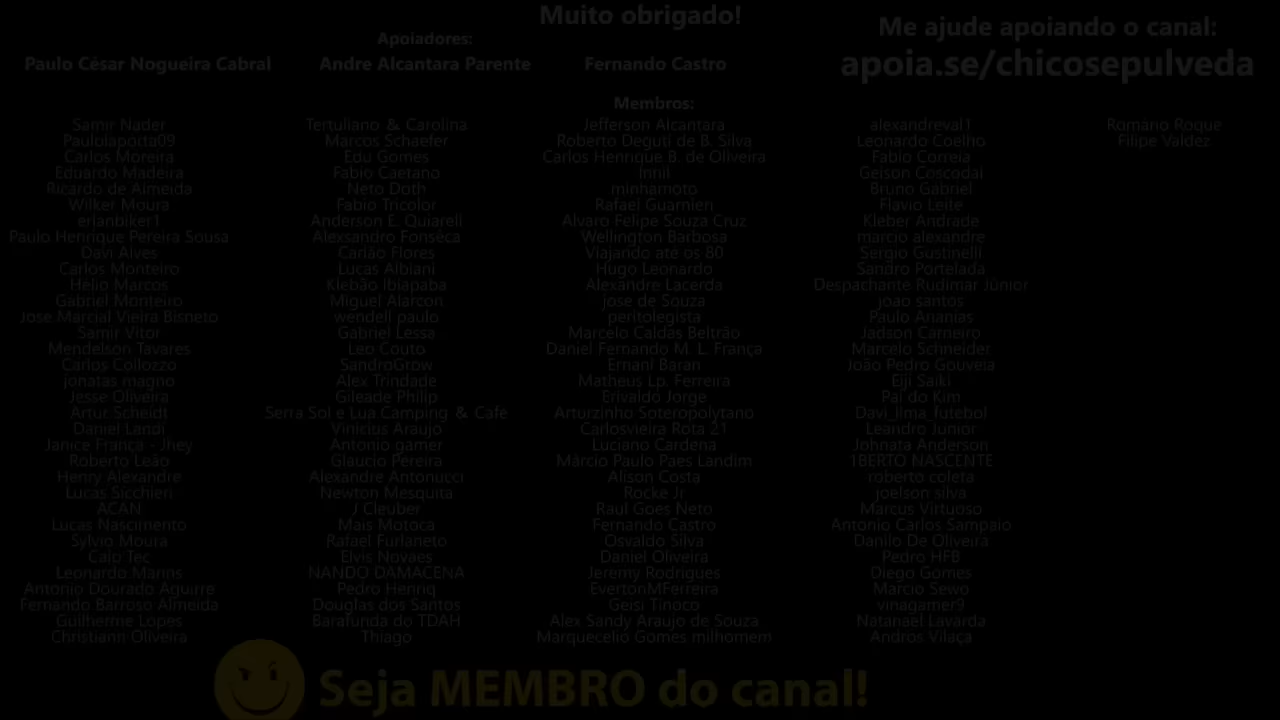 Muito obrigado!
Me ajude apoiando o canal:
apoia.se/chicosepulveda
Apoiadores:
Paulo César Nogueira Cabral
Andre Alcantara Parente
Fernando Castro
Membros:
Samir Nader
Paulolaporta09
Carlos Moreira
Eduardo Madeira
Ricardo de Almeida
Wilker Moura
erlanbiker1
Paulo Henrique Pereira Sousa
Davi Alves
Carlos Monteiro
Helio Marcos
Gabriel Monteiro
Jose Marcial Vieira Bisneto
Samir Vitor
Mendelson Tavares
Carlos Collozzo
jonatas magno
Jesse Oliveira
Artur Scheidt
Daniel Landi
Janice França - Jhey
Roberto Leão
Henry Alexandre
Lucas Sicchieri
ACAN
Lucas Nascimento
Sylvio Moura
Caio Tec
Leonardo Manns
Antonio Dourado Aguirre
Fernando Barroso Almeida
Guilherme Lopes
Christiann Oliveira
Tertuliano & Carolina
Marcos Schaefer
Edu Gomes
Fabio Caetano
Neto Doth
Fabio Tricolor
Anderson E. Quiareli
Alexsandro Fonsêca
Carlão Flores
Lucas Albiani
Klebão Ibiapaba
Miguel Alarcon
wendell paulo
Gabriel Lessa
Leo Couto
SandroGrow
Alex Trindade
Gileade Philip
Serra Sol e Lua Camping & Cafe
Vinicius Araujo
Antonio gamer
Glaucio Pereira
Alexandre Antonucci
Newton Mesquita
J Cleuber
Mais Motoca
Rafael Furlaneto
Elvis Novaes
NANDO DAMACENA
Pedro Henriq
Douglas dos Santos
Barafunda do TDAH
Thiago
Jefferson Alcantara
Roberto Deguti de B. Silva
Carlos Henrique B. de Oliveira
minhamoto
Rafael Guarnieri
Alvaro Felipe Souza Cruz
Wellington Barbosa
Viajando até os 80
Hugo Leonardo
Alexandre Lacerda
jose de Souza
peritolegista
Marcelo Caldas Beltrão
Daniel Fernando M. L. França
Ernani Baran
Matheus Lp. Ferreira
Erivaldo Jorge
Arturzinho Soteropolytano
Carlosvieira Rota 21
Luciano Cardena
Márcio Paulo Paes Landim
Alison Costa
Rocke Jr
Raul Goes Neto
Fernando Castro
Osvaldo Silva
Daniel Oliveira
Jeremy Rodrigues
EvertonMFerreira
Geisi Tinoco
Alex Sandy Araujo de Souza
Marquecelio Gomes milhomem
alexandreval1
Leonardo Coelho
Fabio Correia
Geison Coscodai
Bruno Gabriel
Flavio Leite
Kleber Andrade
marcio alexandre
Sergio Gustinelli
Sandro Portelada
Despachante Rudimar Júnior
joao santos
Paulo Ananias
Jadson Carneiro
Marcelo Schneider
João Pedro Gouveia
Eiji Saiki
Pai do Kim
Davi_lima_futebol
Leandro Junior
Johnata Anderson
1BERTO NASCENTE
roberto coleta
joelson silva
Marcus Virtuoso
Antonio Carlos Sampaio
Danilo De Oliveira
Pedro HFB
Diego Gomes
Marcio Sewo
vinagamer9
Natanael Lavarda
Andros Vilaça
Romário Roque
Filipe Valdez
Seja MEMBRO do canal!